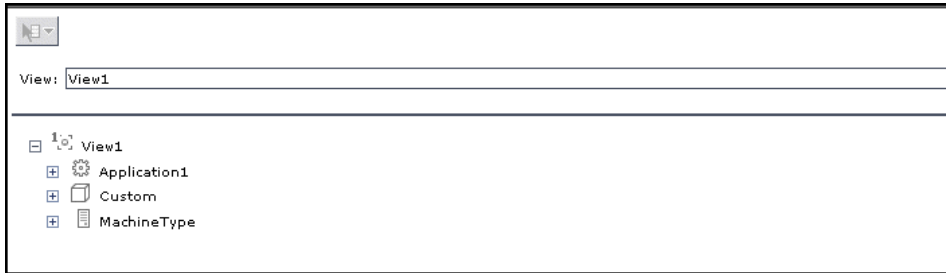 View: View1
View1
Application1
Custom
MachineType